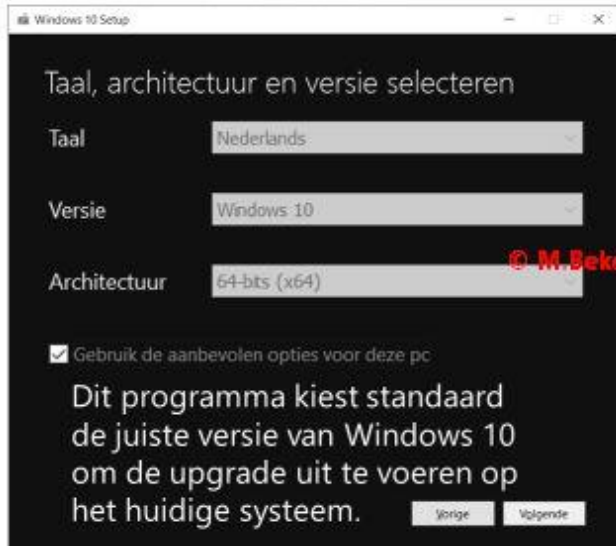 Windows 10 Setup
Taal, architectuur en versie selecteren
Taal Nederlands
Versie Windows 10
© M.Beke
Architectuur 64-bits (x64)
Gebruik de aanbevolen opties voor deze pc
Dit programma kiest standaard
de juiste versie van Windows 10
om de upgrade uit te voeren op
het huidige systeem.
Vorige Volgende